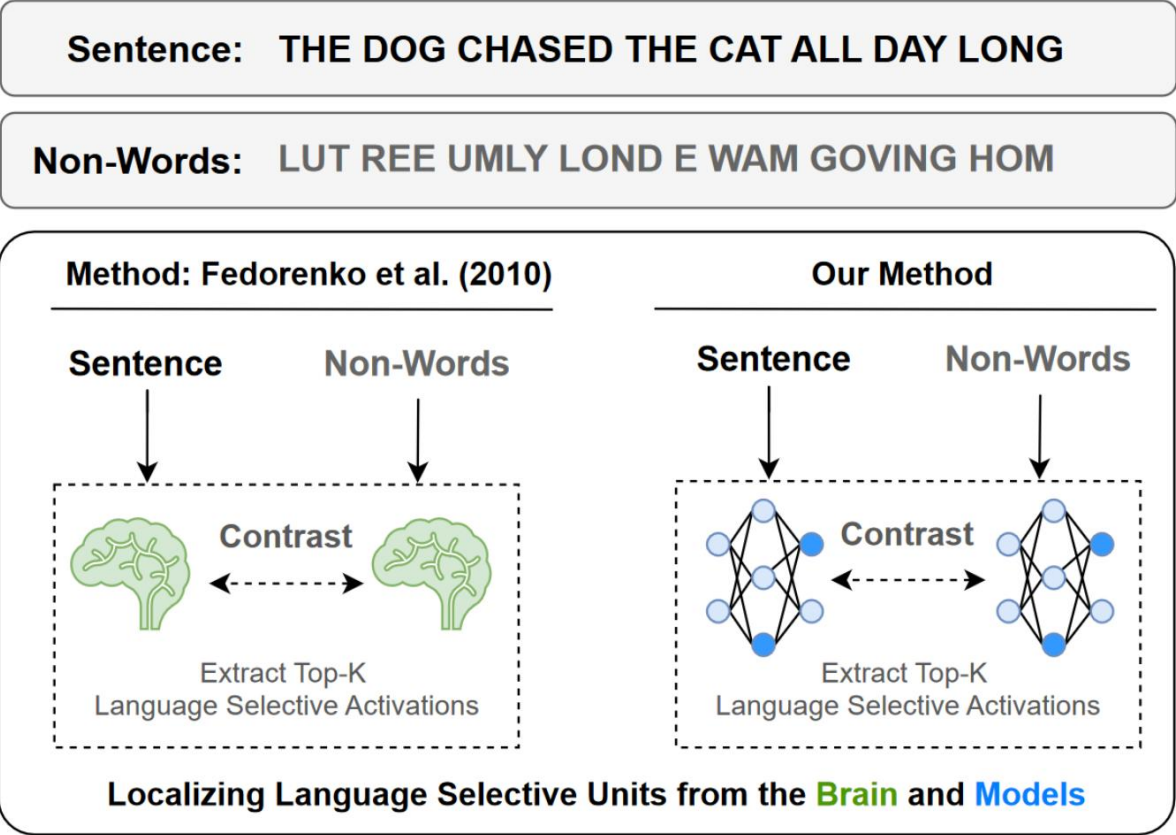 Sentence: THE DOG CHASED THE CAT ALL DAY LONG
Non-Words: LUT REE UMLY LOND E WAM GOVING HOM
Method: Fedorenko et al. (2010)
Sentence
Non-Words
Contrast
Extract Top-K
Language Selective Activations
Our Method
Sentence
Non-Words
Contrast
Extract Top-K
Language Selective Activations
Localizing Language Selective Units from the Brain and Models